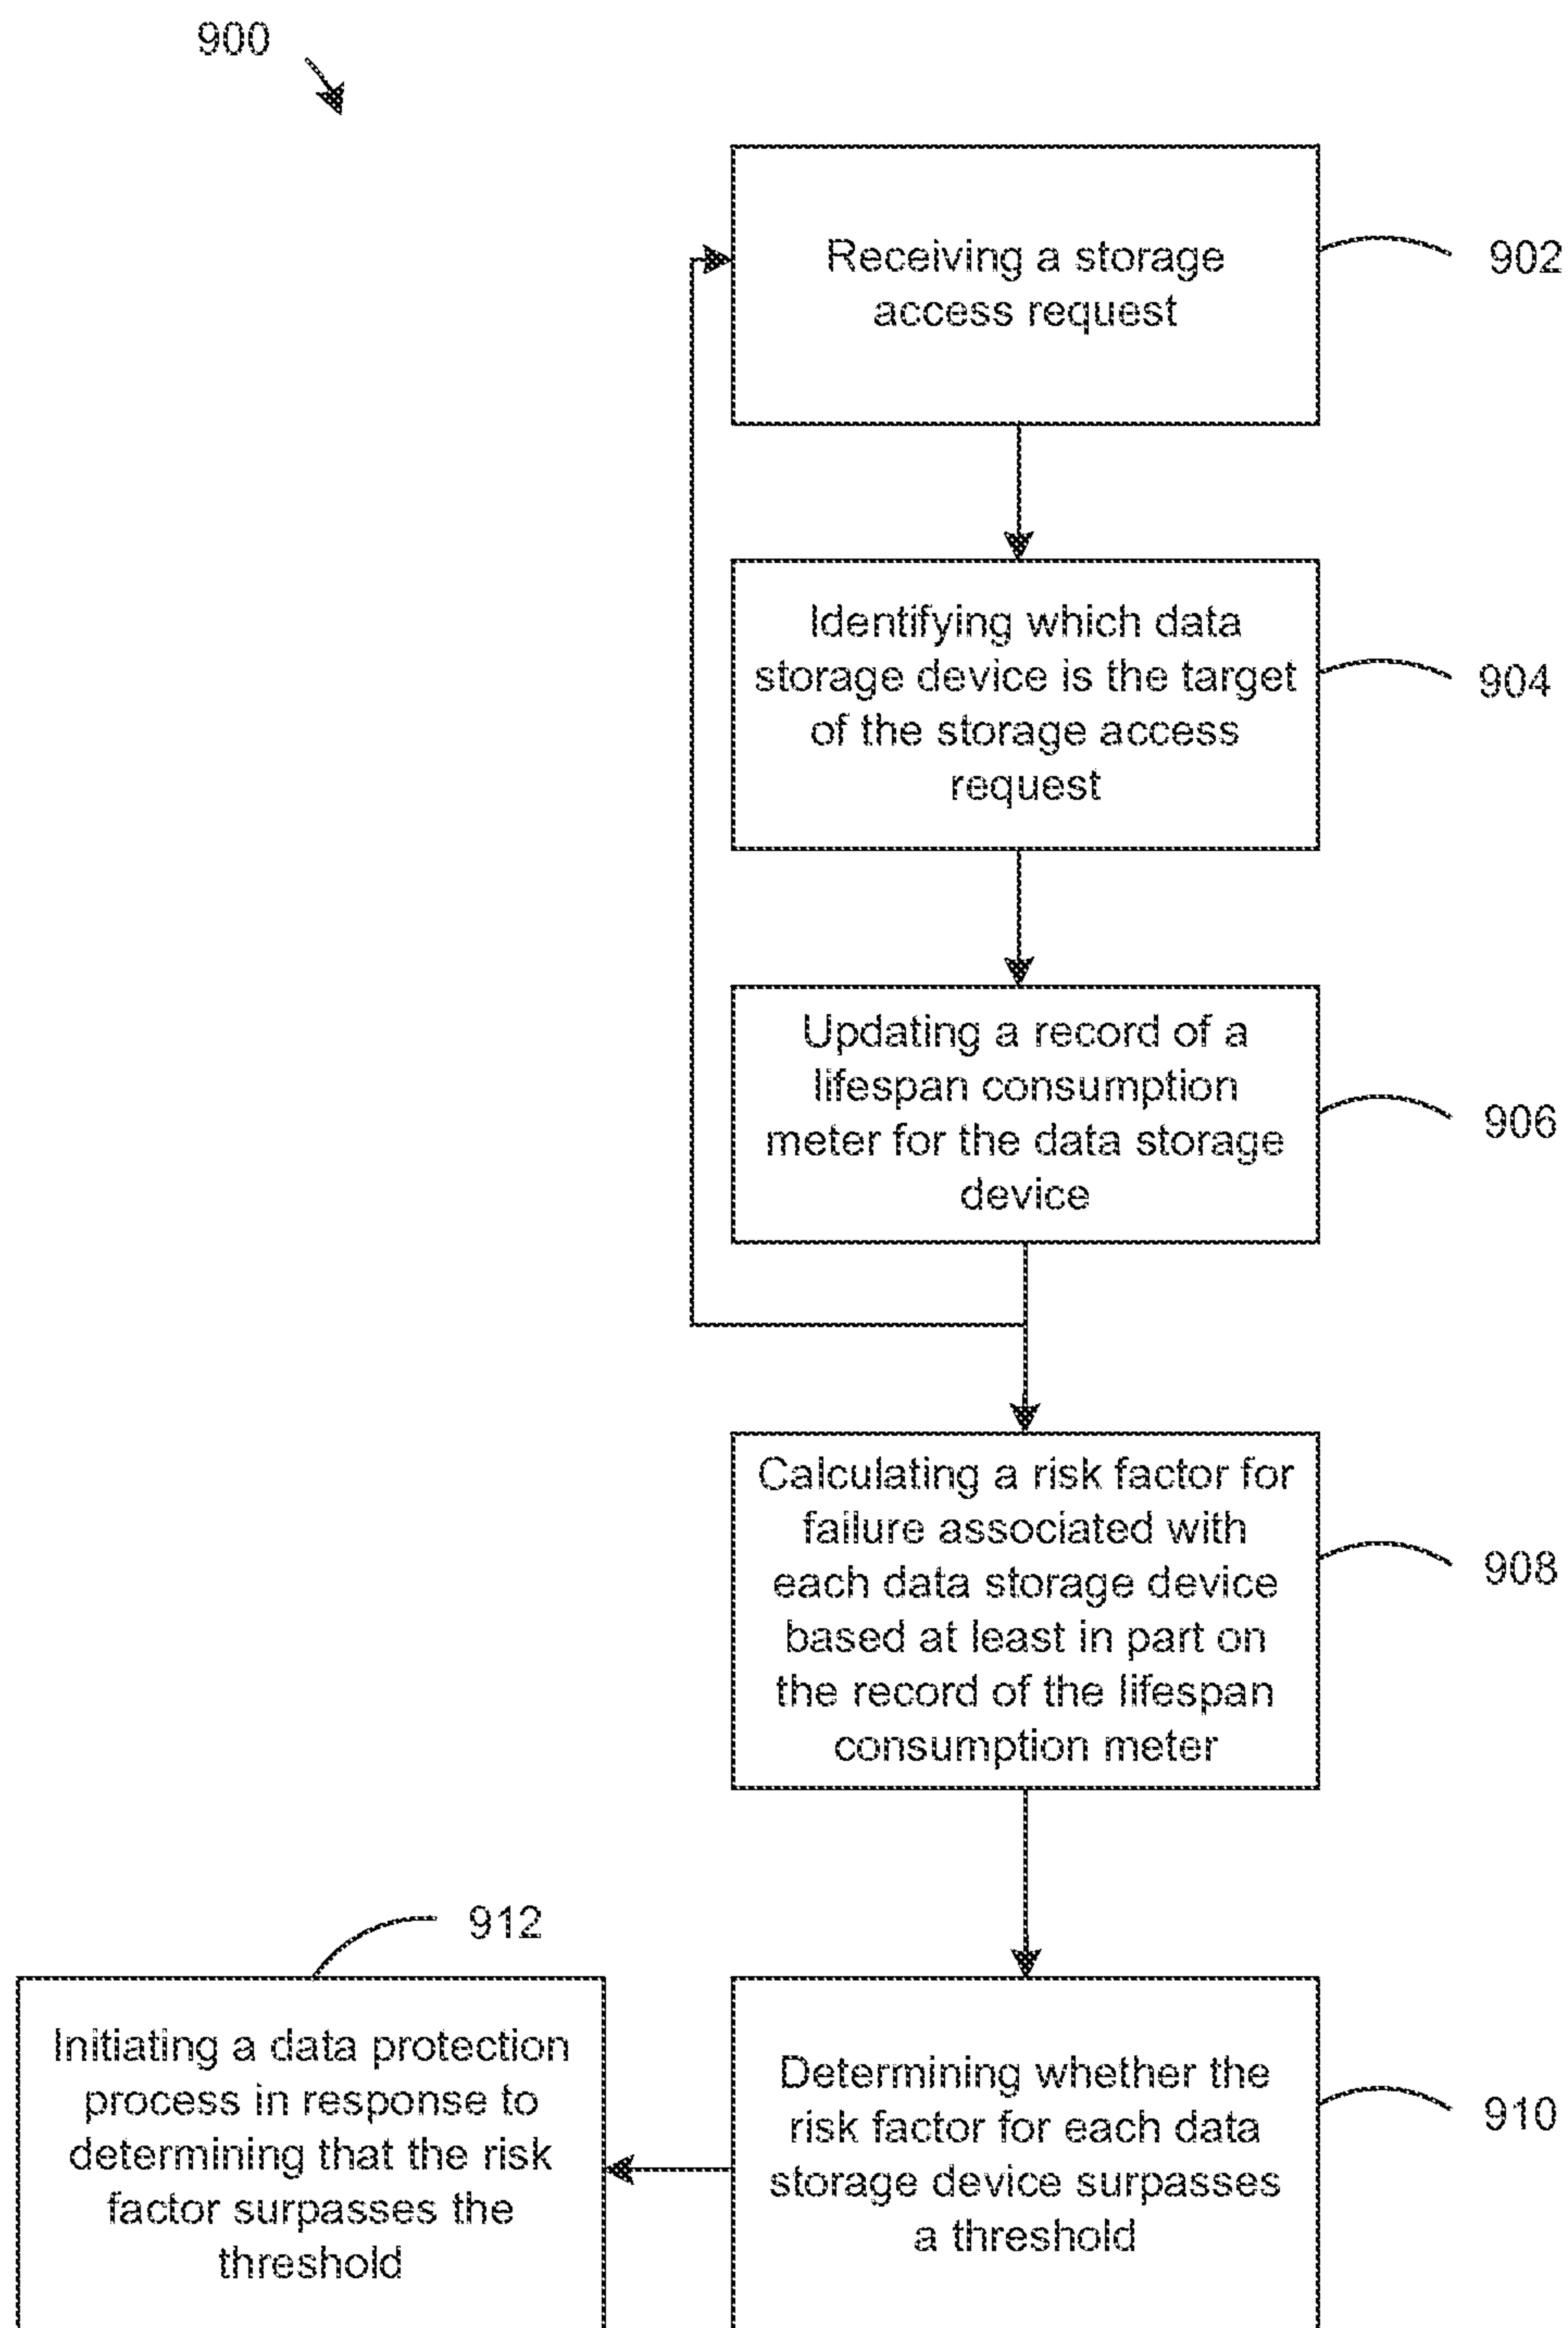 900
Receiving a storage
access request
902
Identifying which data
storage device is the target
of the storage access
request
904
Updating a record of a
lifespan consumption
meter for the data storage
device
906
Calculating a risk factor for
failure associated with
each data storage device
based at least in part on
the record of the lifespan
consumption meter
908
912
Initiating a data protection
process in response to
determining that the risk
factor surpasses the
threshold
Determining whether the
risk factor for each data
storage device surpasses
a threshold
910